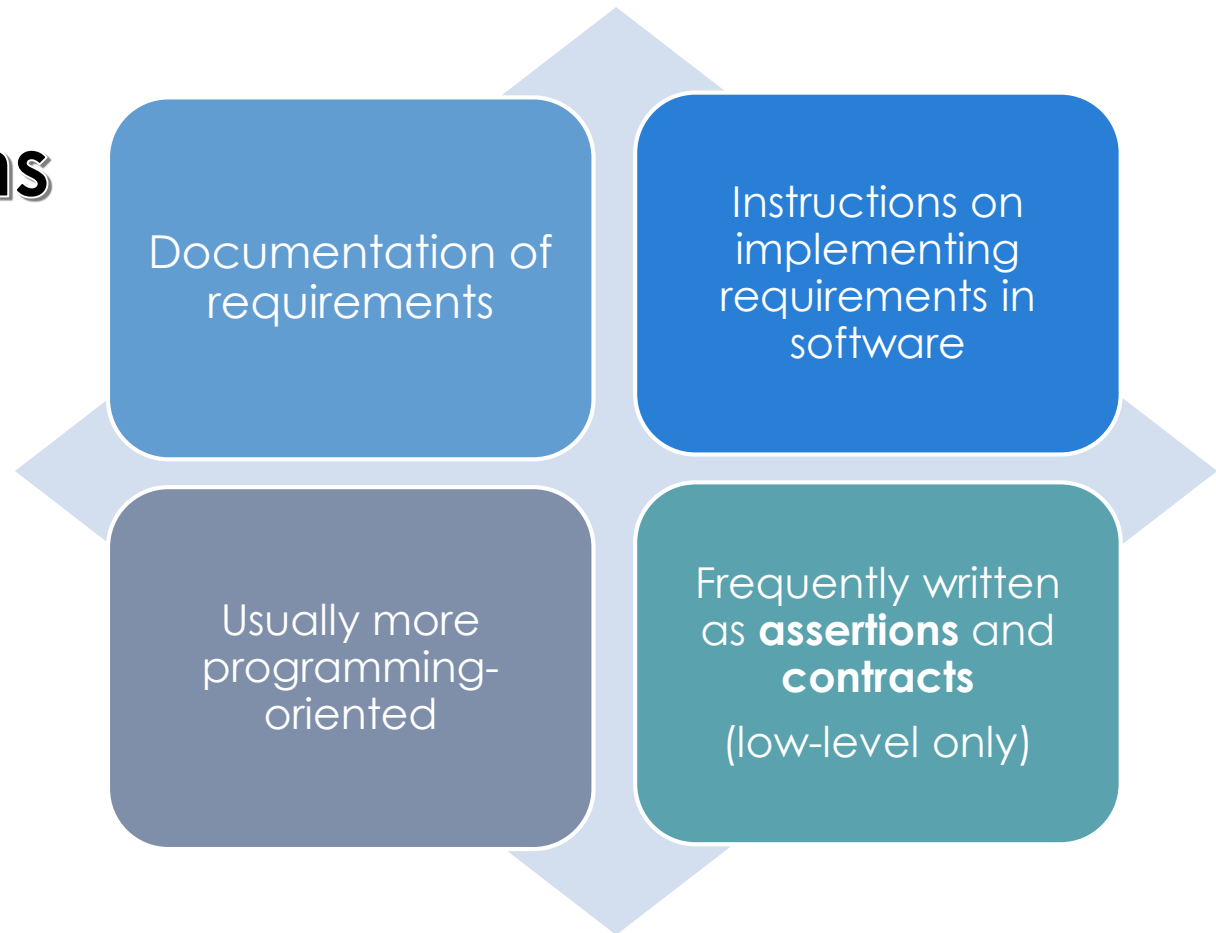 ns
Documentation of
requirements
Instructions on
implementing
requirements in
software
Usually more
programming-
oriented
Frequently written
as assertions and
contracts
(low-level only)